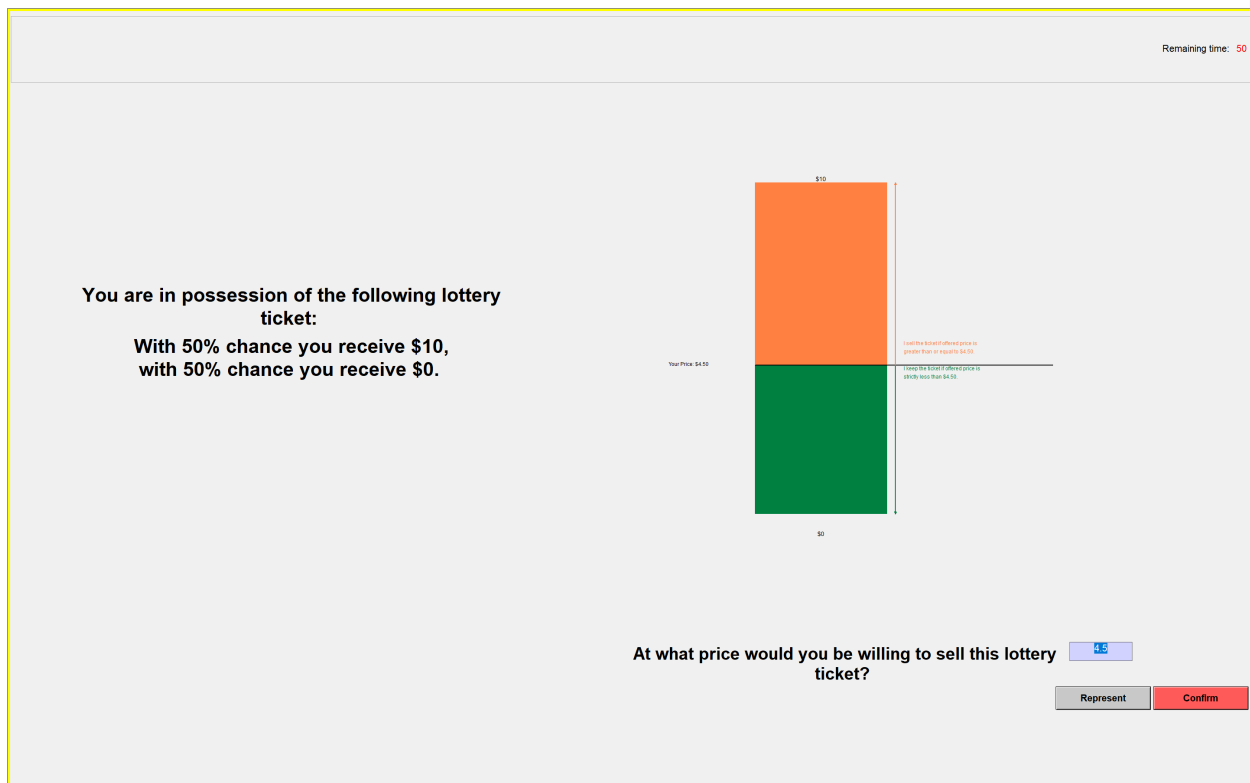 Remaining time: 50
$10
You are in possession of the following lottery
ticket:
With 50% chance you receive $10,
with 50% chance you receive $0.
I sell the ticket if offered price is
greater than or equal to $4.50
Your Price: $4.50
I keep the ticket if offered price is
strictly less than $4.50
$0
At what price would you be willing to sell this lottery
ticket?
4.5
Represent
Confirm